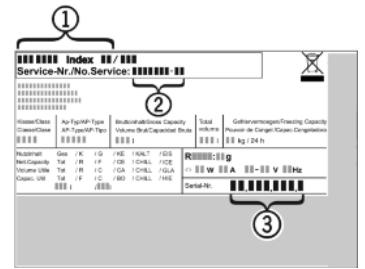 ①
Index /
Service-Nr./No.Service: -
②
Klasse/Class Ap-Typ/AP-Type Bruttoinhalt/Gross Capacity Total Gefriervermoegen/Freezing Capacity
Classe/Clase AP-Type/AP-Tipo Volume Brut/Capacidad Bruta volume Pouvoir de Congel./Capac.Congelation
l l kg / 24 h
Nutzinhalt Ges / K / G / KE / KALT / EIS
Net.Capacity Tot / R / F / CB / CHILL / ICE
Volume Utile Tot / R / C / CA / CHILL / GLA
Capac. Util Tot / F / C / BO / CHILL / HIE
l /
R : g
W A - V Hz
Serial-Nr.
③